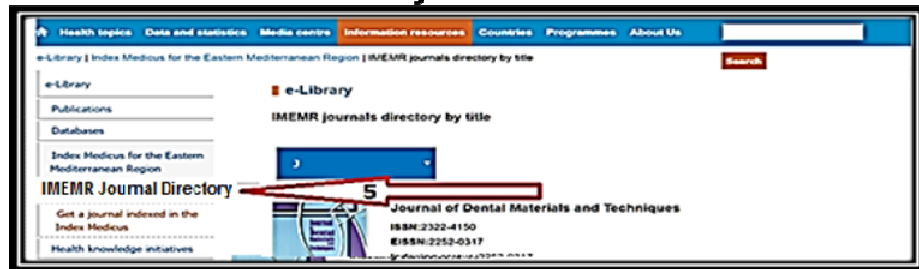 Health topics Data and statistics Media centre Information resources Countries Programmes About Us
e-Library | Index Medicus for the Eastern Mediterranean Region | IMEMR journals directory by title
Search
e-Library
Publications
Databases
Index Medicus for the Eastern
Mediterranean Region
IMEMR Journal Directory
Get a journal indexed in the
Index Medicus
Health knowledge initiatives
e-Library
IMEMR journals directory by title
J
5
Journal of Dental Materials and Techniques
ISSN:2322-4150
EISSN:2252-0317